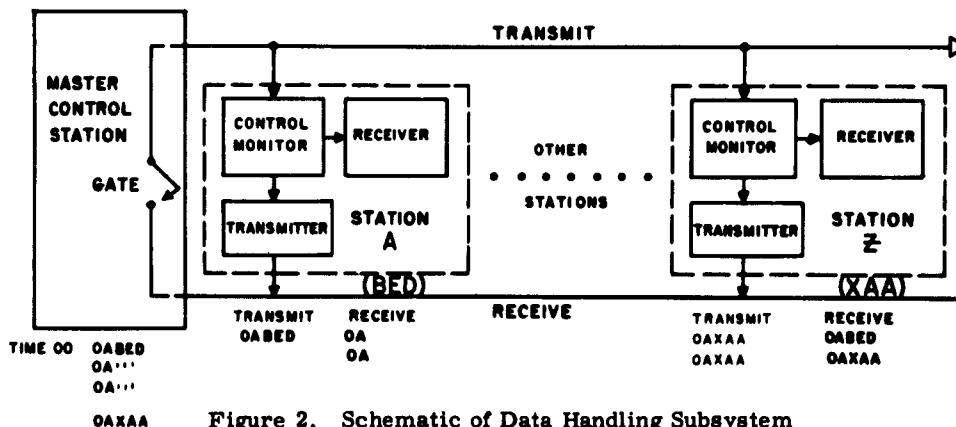 TRANSMIT
MASTER
CONTROL
STATION
GATE
CONTROL
MONITOR
RECEIVER
TRANSMITTER
STATION
A
(BED)
OTHER
STATIONS
CONTROL
MONITOR
RECEIVER
TRANSMITTER
STATION
Z
(XAA)
RECEIVE
TRANSMIT RECEIVE
OABED OA
OA
TRANSMIT RECEIVE
OAXAA OABED
OAXAA OAXAA
TIME 00 OABED
OA'''
OA'''
OAXAA
Figure 2. Schematic of Data Handling Subsystem